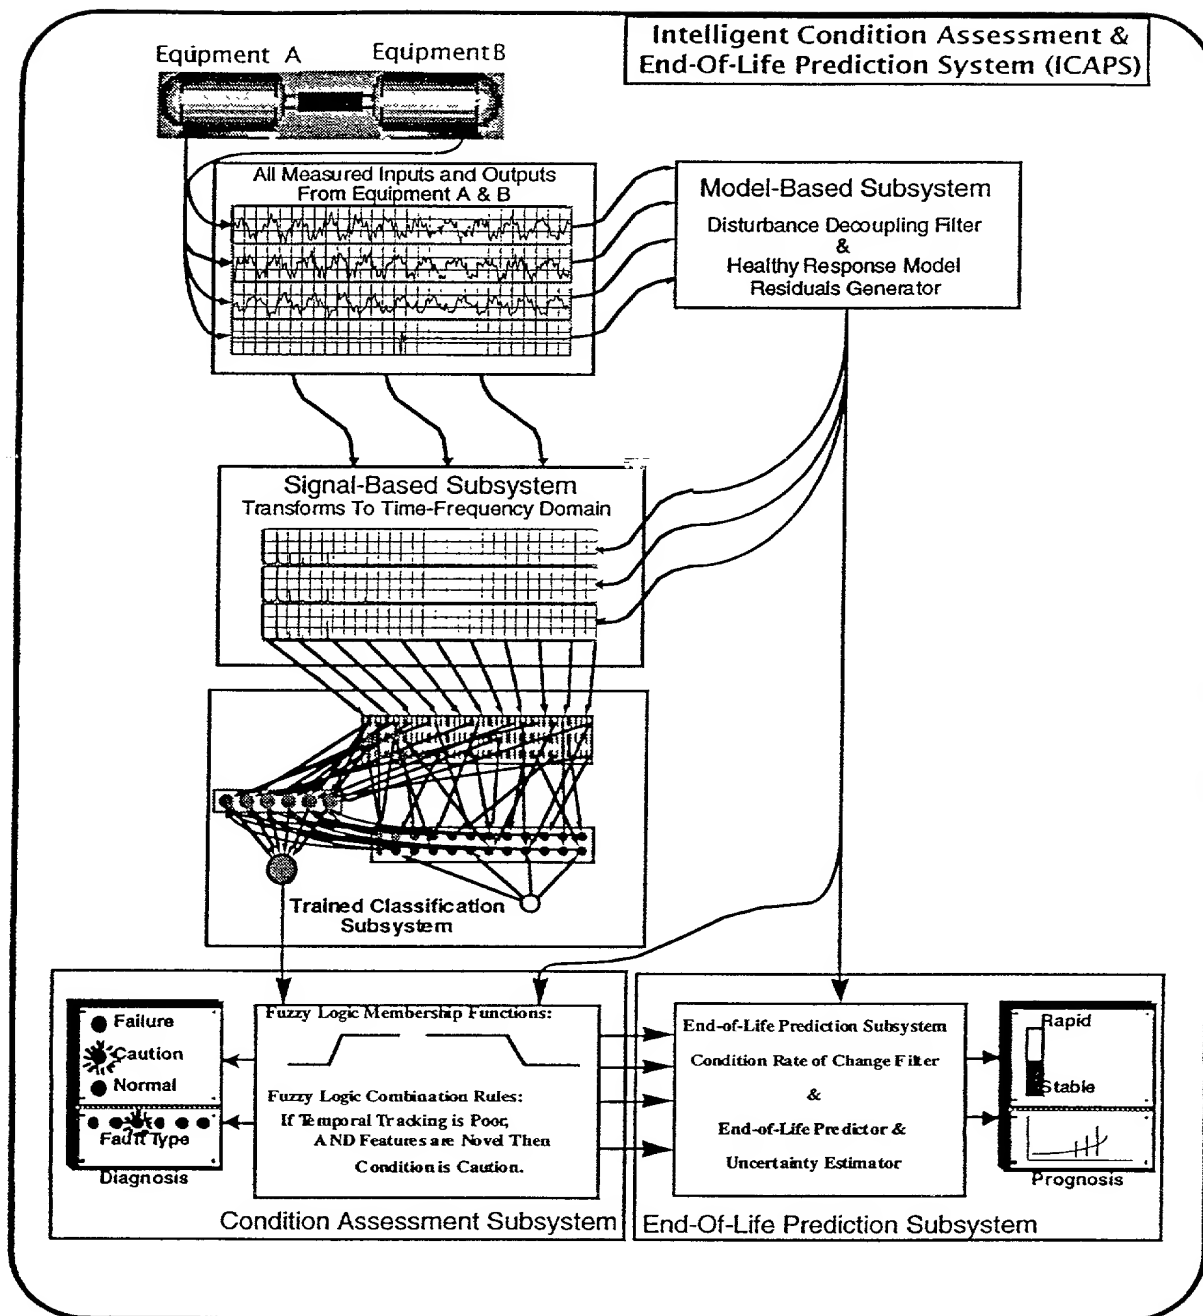 Intelligent Condition Assessment &
End-Of-Life Prediction System (ICAPS)
Equipment A
Equipment B
All Measured Inputs and Outputs
From Equipment A & B
Model-Based Subsystem
Disturbance Decoupling Filter
&
Healthy Response Model
Residuals Generator
Signal-Based Subsystem
Transforms To Time-Frequency Domain
Trained Classification
Subsystem
Failure
Caution
Normal
Fault Type
Diagnosis
Fuzzy Logic Membership Functions:
Fuzzy Logic Combination Rules:
If Temporal Tracking is Poor,
AND Features are Novel Then
Condition is Caution.
Condition Assessment Subsystem
End-of-Life Prediction Subsystem
Condition Rate of Change Filter
&
End-of-Life Predictor &
Uncertainty Estimator
Rapid
Stable
Prognosis
End-Of-Life Prediction Subsystem